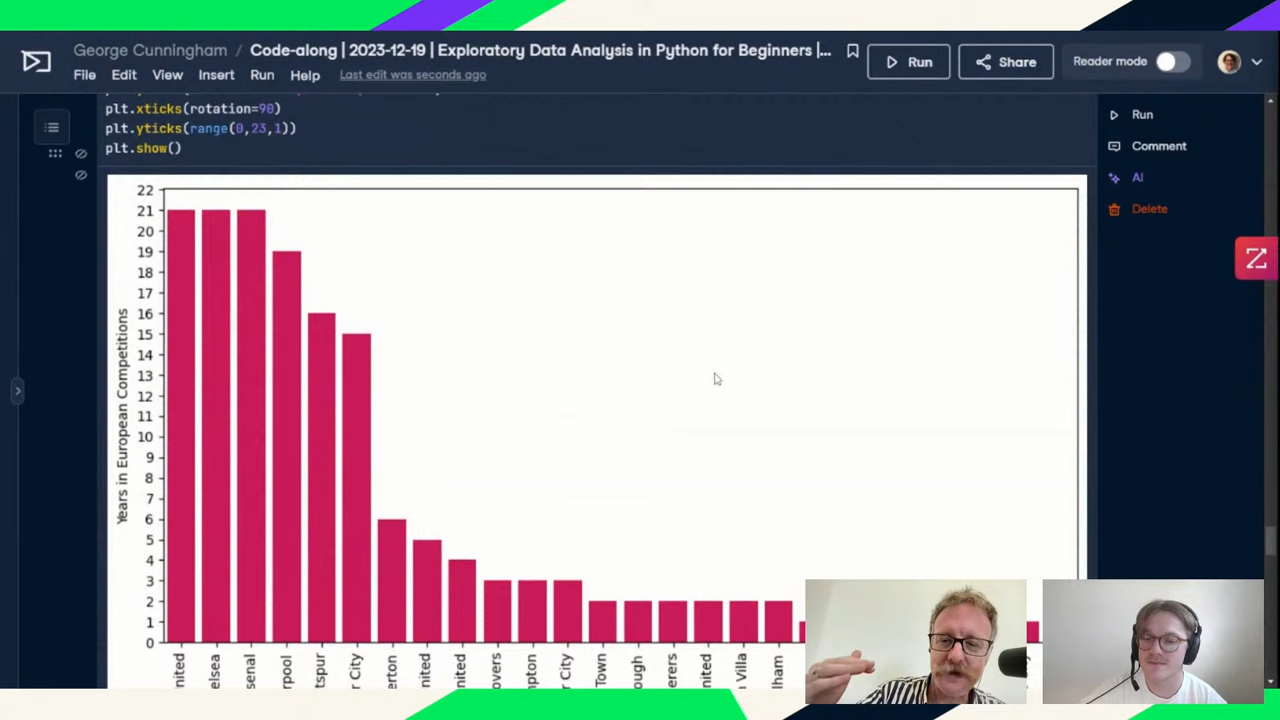 George Cunningham / Code-along | 2023-12-19 | Exploratory Data Analysis in Python for Beginners |...
Run
Share
Reader mode
File Edit View Insert Run Help Last edit was seconds ago
plt.xticks(rotation=90)
plt.yticks(range(0,23,1))
plt.show()
Run
Comment
AI
Delete
22
21
20
19
18
17
16
15
14
13
12
11
10
9
8
7
6
5
4
3
2
1
0
Years in European Competitions
nited
elsea
senal
rpool
tspur
r City
erton
nited
nited
overs
npton
r City
Town
ough
erers
nited
n Villa
lham